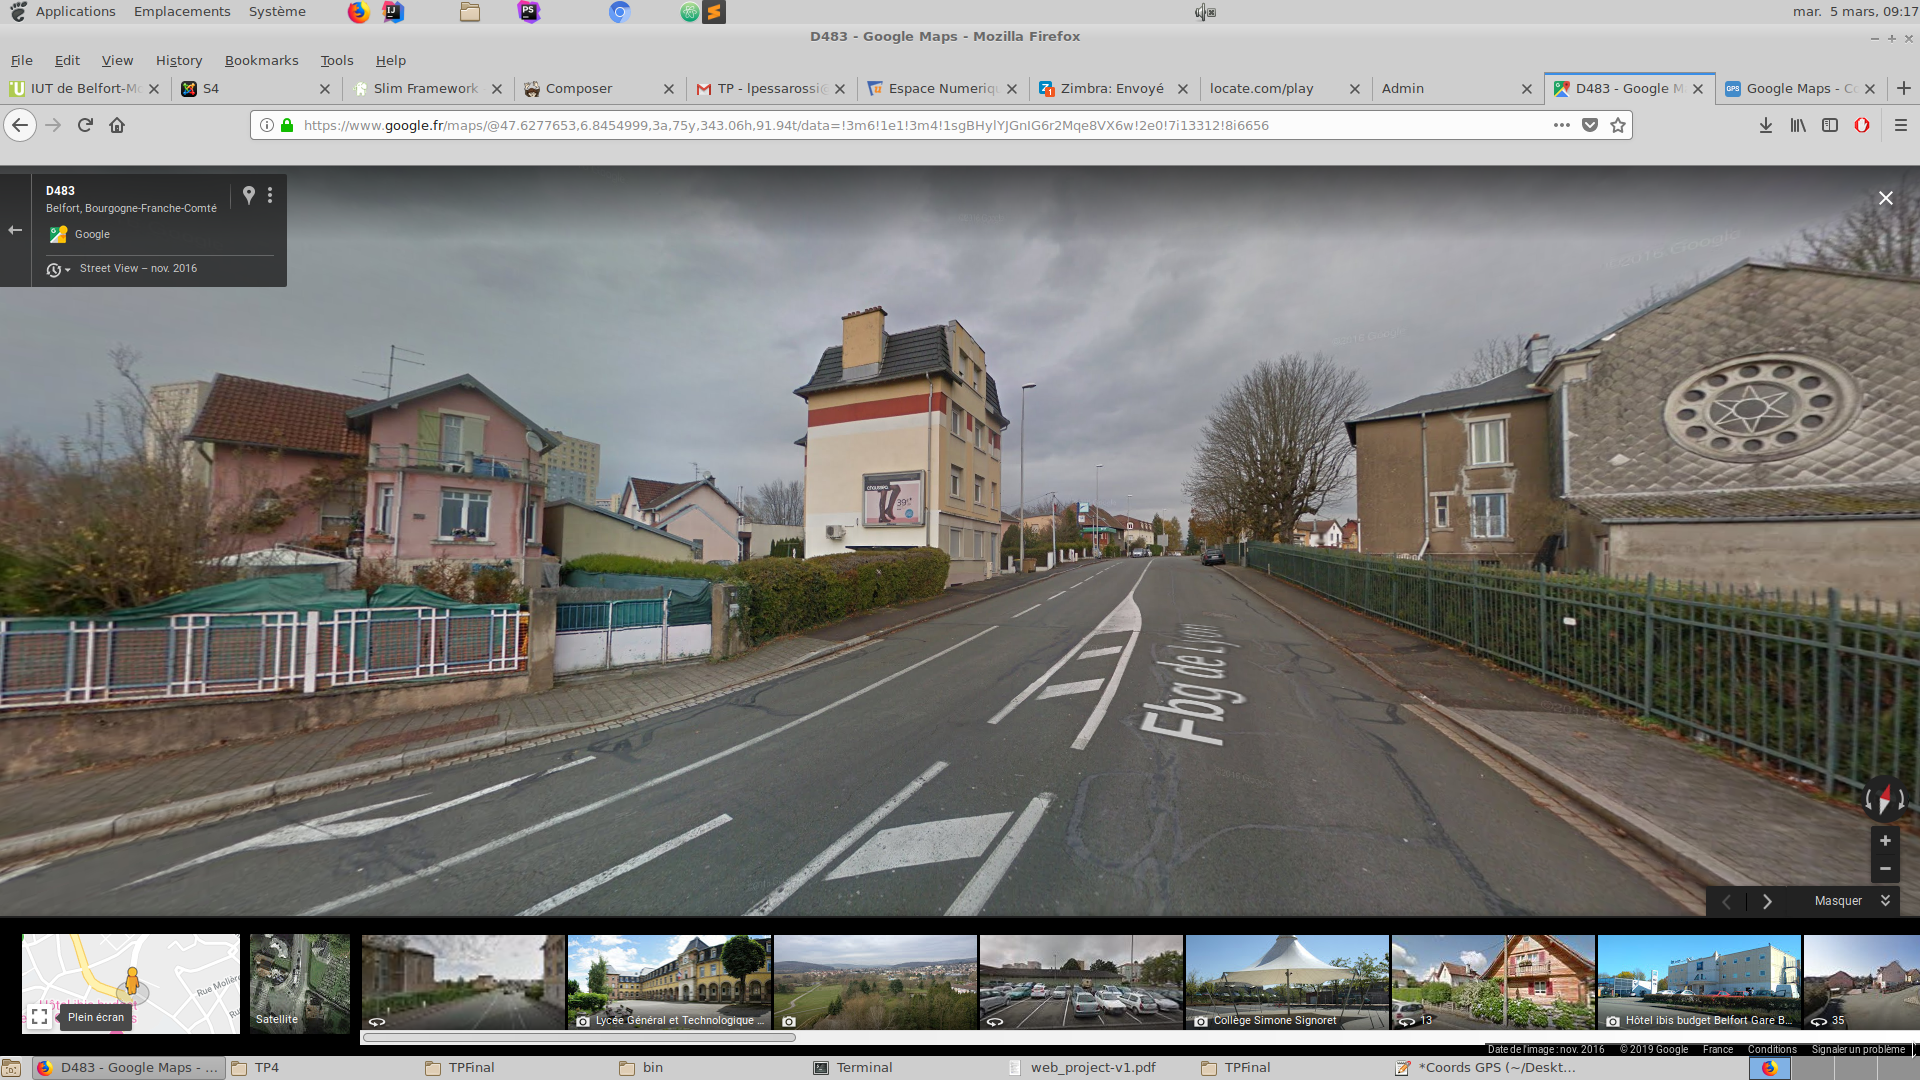 Applications Emplacements Système
mar. 5 mars, 09:17
D483 - Google Maps - Mozilla Firefox
File Edit View History Bookmarks Tools Help
IUT de Belfort-Mo
S4
Slim Framework
Composer
TP - lpessarossi@
Espace Numeriq
Zimbra: Envoyé
locate.com/play
Admin
D483 - Google M
Google Maps - Co
https://www.google.fr/maps/@47.6277653,6.8454999,3a,75y,343.06h,91.94t/data=!3m6!1e1!3m4!1sgBHylYJGnIG6r2Mqe8VX6w!2e0!7i13312!8i6656
D483
Belfort, Bourgogne-Franche-Comté
Google
Street View – nov. 2016
Fbg de Lyon
Masquer
Rue Molière
Plein écran
Satellite
Lycée Général et Technologique ...
Collège Simone Signoret
13
Hôtel ibis budget Belfort Gare B...
35
Date de l'image : nov. 2016 © 2019 Google France Conditions Signaler un problème
D483 - Google Maps - ...
TP4
TPFinal
bin
Terminal
web_project-v1.pdf
TPFinal
*Coords GPS (~/Deskt...